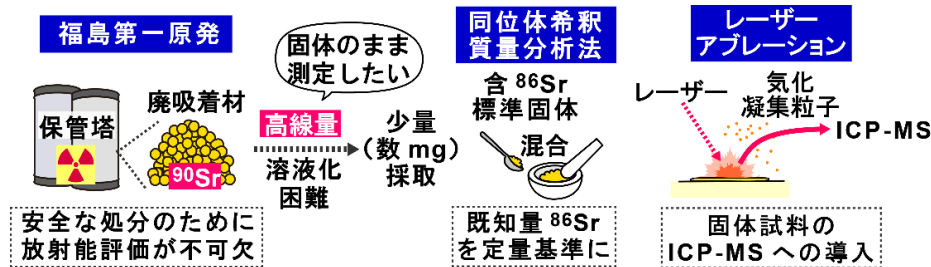 福島第一原発
保管塔
廃吸着材
90Sr
安全な処分のために
放射能評価が不可欠
固体のまま
測定したい
高線量
溶液化
困難
少量
(数 mg)
採取
同位体希釈
質量分析法
含 86Sr
標準固体
混合
既知量 86Sr
を定量基準に
レーザー
アブレーション
レーザー
気化
凝集粒子
ICP-MS
固体試料の
ICP-MS への導入